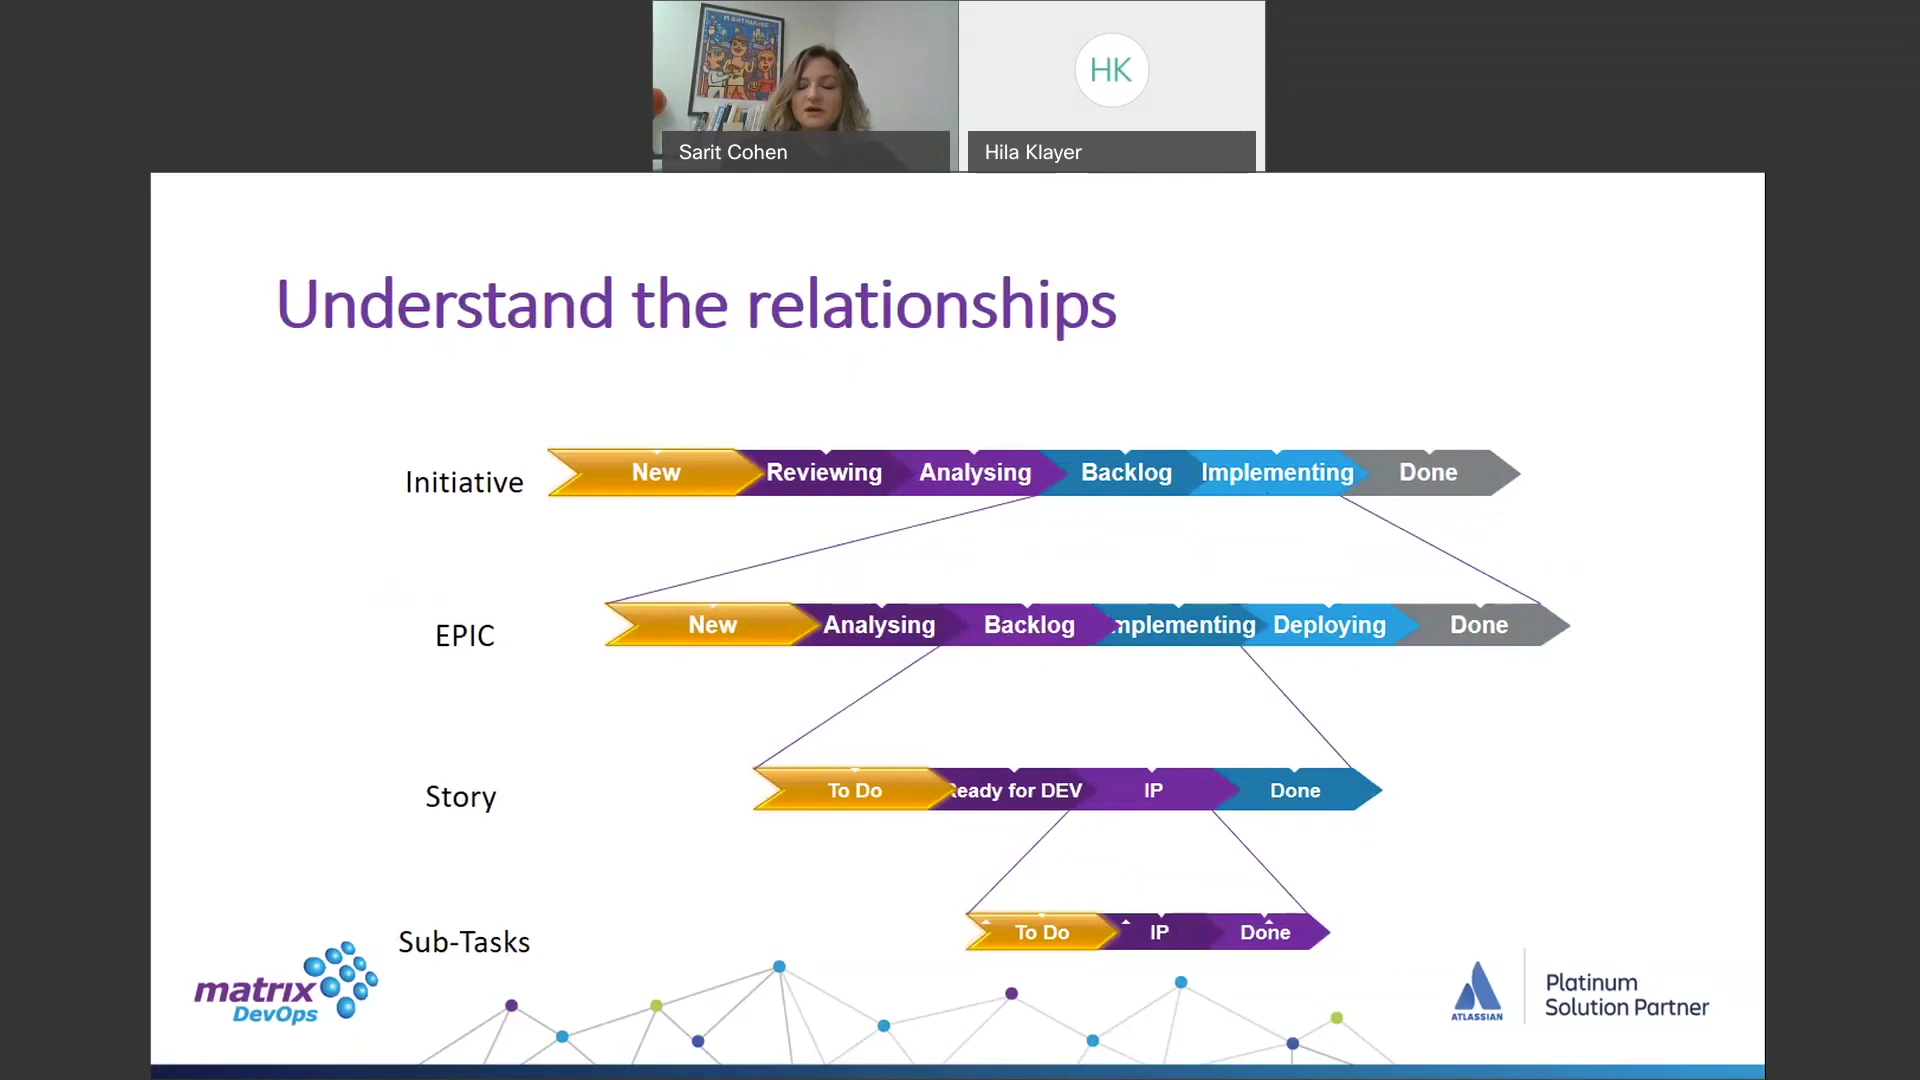 MONTMARTRE
HK
Sarit Cohen
Hila Klayer
Understand the relationships
Initiative
New
Reviewing
Analysing
Backlog
Implementing
Done
EPIC
New
Analysing
Backlog
mplementing
Deploying
Done
Story
To Do
Ready for DEV
IP
Done
Sub-Tasks
To Do
IP
Done
matrix
DevOps
ATLASSIAN
Platinum
Solution Partner